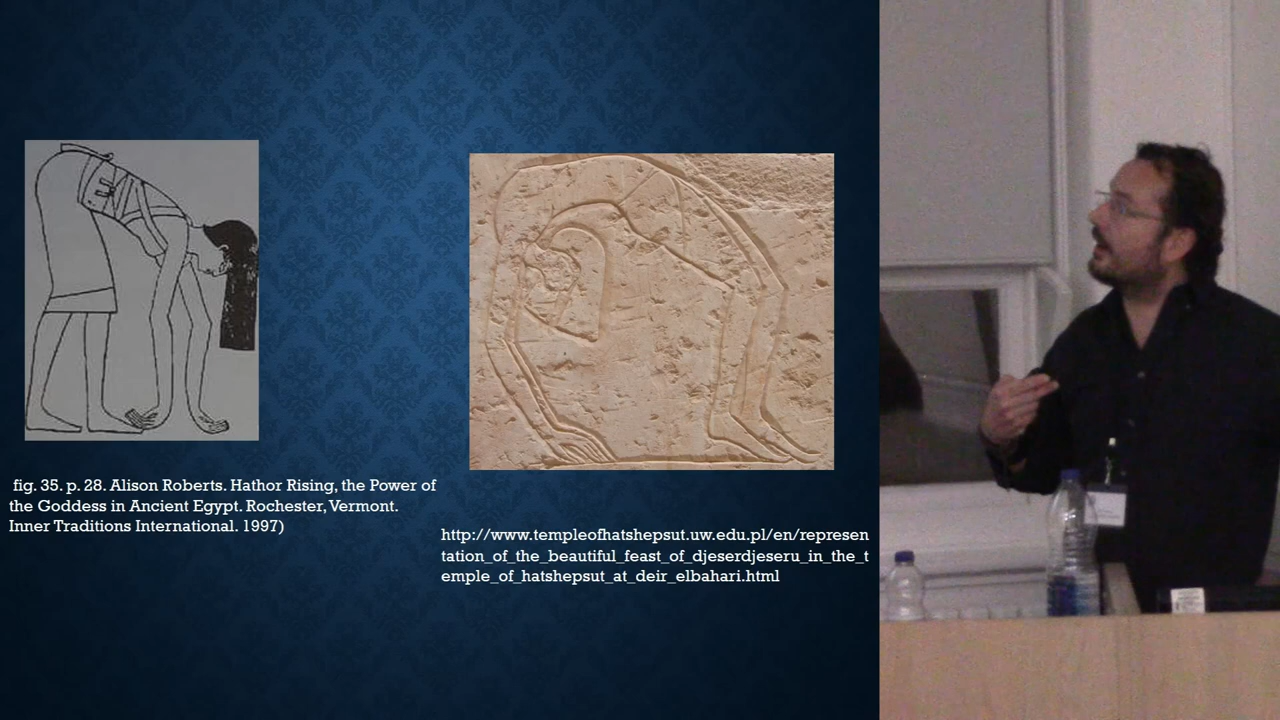 fig. 35. p. 28. Alison Roberts. Hathor Rising, the Power of
the Goddess in Ancient Egypt. Rochester, Vermont.
Inner Traditions International. 1997)
http://www.templeofhatshepsut.uw.edu.pl/en/represen
tation_of_the_beautiful_feast_of_djeserdjeseru_in_the_t
emple_of_hatshepsut_at_deir_elbahari.html